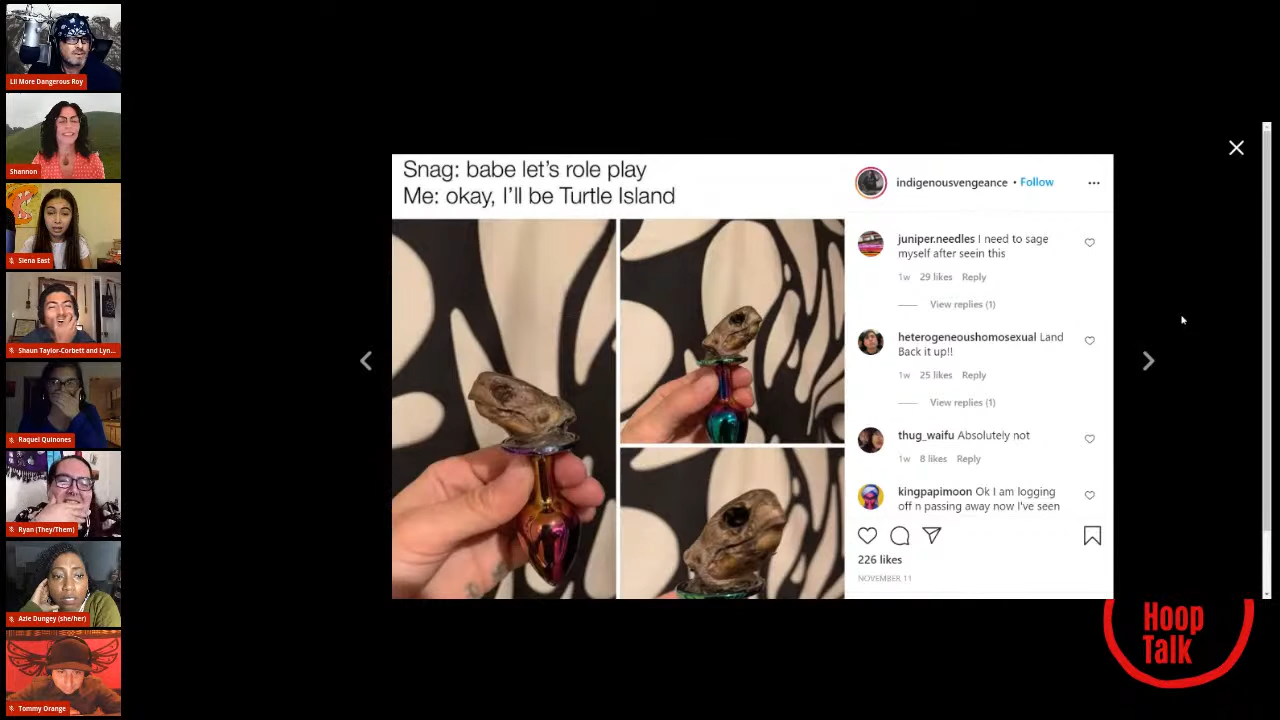 Lil More Dangerous Roy
Shannon
Siena East
Shaun Taylor-Corbett and Lyn...
Raquel Quinones
Ryan (They/Them)
Azie Dungey (she/her)
Tommy Orange
Snag: babe let's role play
Me: okay, I'll be Turtle Island
indigenousvengeance • Follow
juniper.needles I need to sage
myself after seein this
1w 29 likes Reply
View replies (1)
heterogeneoushomosexual Land
Back it up!!
1w 25 likes Reply
View replies (1)
thug_waifu Absolutely not
1w 8 likes Reply
kingpapimoon Ok I am logging
off n passing away now I've seen
226 likes
NOVEMBER 11
Hoop
Talk